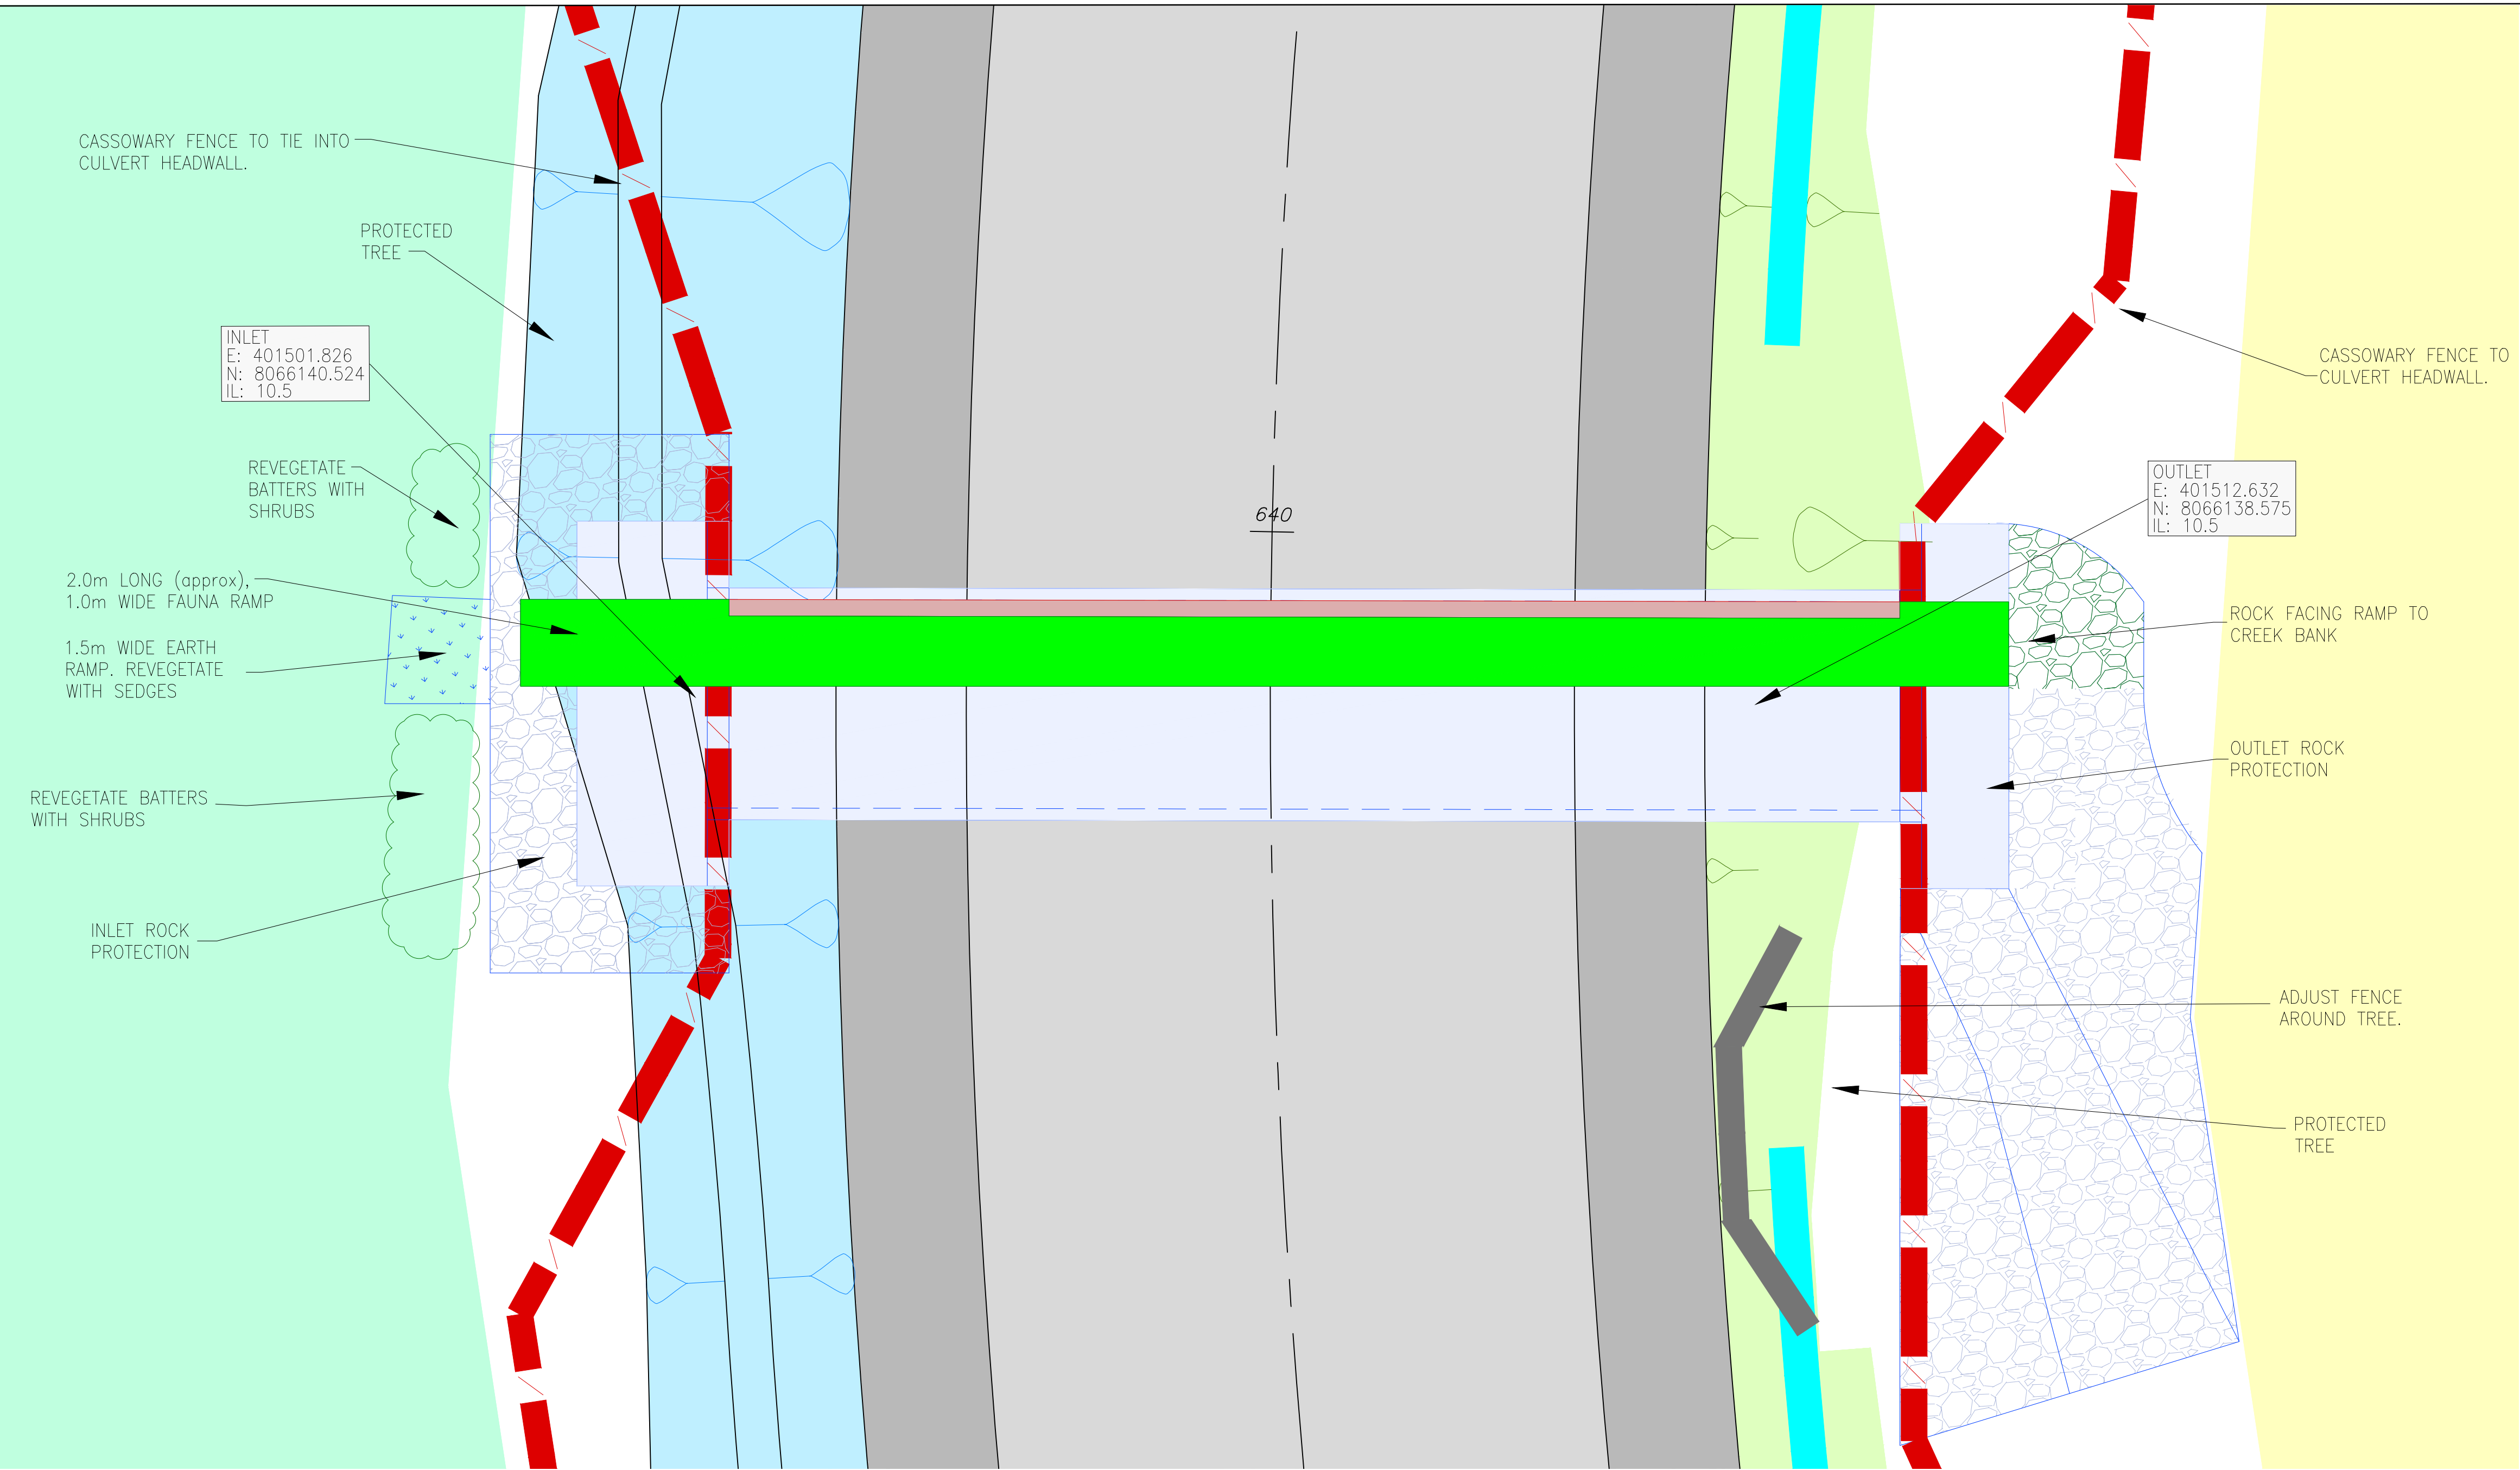 CASSOWARY FENCE TO TIE INTO
CULVERT HEADWALL.
PROTECTED
TREE
INLET
E: 401501.826
N: 8066140.524
IL: 10.5
REVEGETATE
BATTERS WITH
SHRUBS
2.0m LONG (approx),
1.0m WIDE FAUNA RAMP
1.5m WIDE EARTH
RAMP. REVEGETATE
WITH SEDGES
REVEGETATE BATTERS
WITH SHRUBS
INLET ROCK
PROTECTION
640
CASSOWARY FENCE TO
CULVERT HEADWALL.
OUTLET
E: 401512.632
N: 8066138.575
IL: 10.5
ROCK FACING RAMP TO
CREEK BANK
OUTLET ROCK
PROTECTION
ADJUST FENCE
AROUND TREE.
PROTECTED
TREE